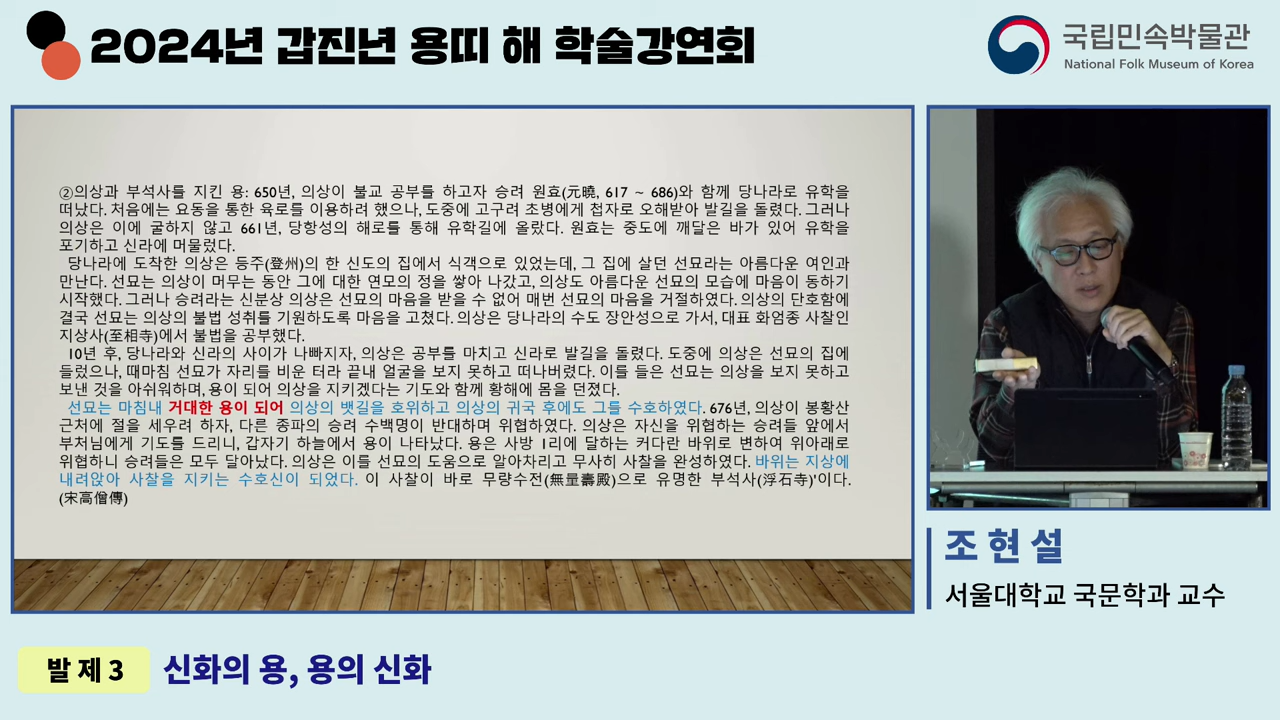 2024년 갑진년 용띠 해 학술강연회
국립민속박물관
National Folk Museum of Korea
②의상과 부석사를 지킨 용: 650년, 의상이 불교 공부를 하고자 승려 원효(元曉, 617 ~ 686)와 함께 당나라로 유학을
떠났다. 처음에는 요동을 통한 육로를 이용하려 했으나, 도중에 고구려 초병에게 첩자로 오해받아 발길을 돌렸다. 그러나
의상은 이에 굴하지 않고 661년, 당항성의 해로를 통해 유학길에 올랐다. 원효는 중도에 깨달은 바가 있어 유학을
포기하고 신라에 머물렀다.
당나라에 도착한 의상은 등주(登州)의 한 신도의 집에서 식객으로 있었는데, 그 집에 살던 선묘라는 아름다운 여인과
만난다. 선묘는 의상이 머무는 동안 그에 대한 연모의 정을 쌓아 나갔고, 의상도 아름다운 선묘의 모습에 마음이 동하기
시작했다. 그러나 승려라는 신분상 의상은 선묘의 마음을 받을 수 없어 매번 선묘의 마음을 거절하였다. 의상의 단호함에
결국 선묘는 의상의 불법 성취를 기원하도록 마음을 고쳤다. 의상은 당나라의 수도 장안성으로 가서, 대표 화엄종 사찰인
지상사(至相寺)에서 불법을 공부했다.
10년 후, 당나라와 신라의 사이가 나빠지자, 의상은 공부를 마치고 신라로 발길을 돌렸다. 도중에 의상은 선묘의 집에
들렀으나, 때마침 선묘가 자리를 비운 터라 끝내 얼굴을 보지 못하고 떠나버렸다. 이를 들은 선묘는 의상을 보지 못하고
보낸 것을 아쉬워하며, 용이 되어 의상을 지키겠다는 기도와 함께 황해에 몸을 던졌다.
선묘는 마침내 거대한 용이 되어 의상의 뱃길을 호위하고 의상의 귀국 후에도 그를 수호하였다. 676년, 의상이 봉황산
근처에 절을 세우려 하자, 다른 종파의 승려 수백명이 반대하며 위협하였다. 의상은 자신을 위협하는 승려들 앞에서
부처님에게 기도를 드리니, 갑자기 하늘에서 용이 나타났다. 용은 사방 1리에 달하는 커다란 바위로 변하여 위아래로
위협하니 승려들은 모두 달아났다. 의상은 이를 선묘의 도움으로 알아차리고 무사히 사찰을 완성하였다. 바위는 지상에
내려앉아 사찰을 지키는 수호신이 되었다. 이 사찰이 바로 무량수전(無量壽殿)으로 유명한 부석사(浮石寺)'이다.
(宋高僧傳)
조현설
서울대학교 국문학과 교수
발제3 신화의 용, 용의 신화